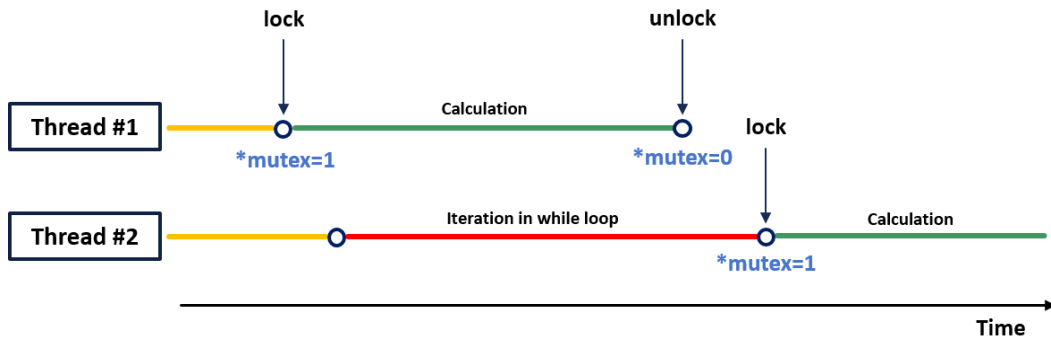 lock
unlock
Thread #1
Calculation
*mutex=1
*mutex=0
lock
Thread #2
Iteration in while loop
Calculation
*mutex=1
Time